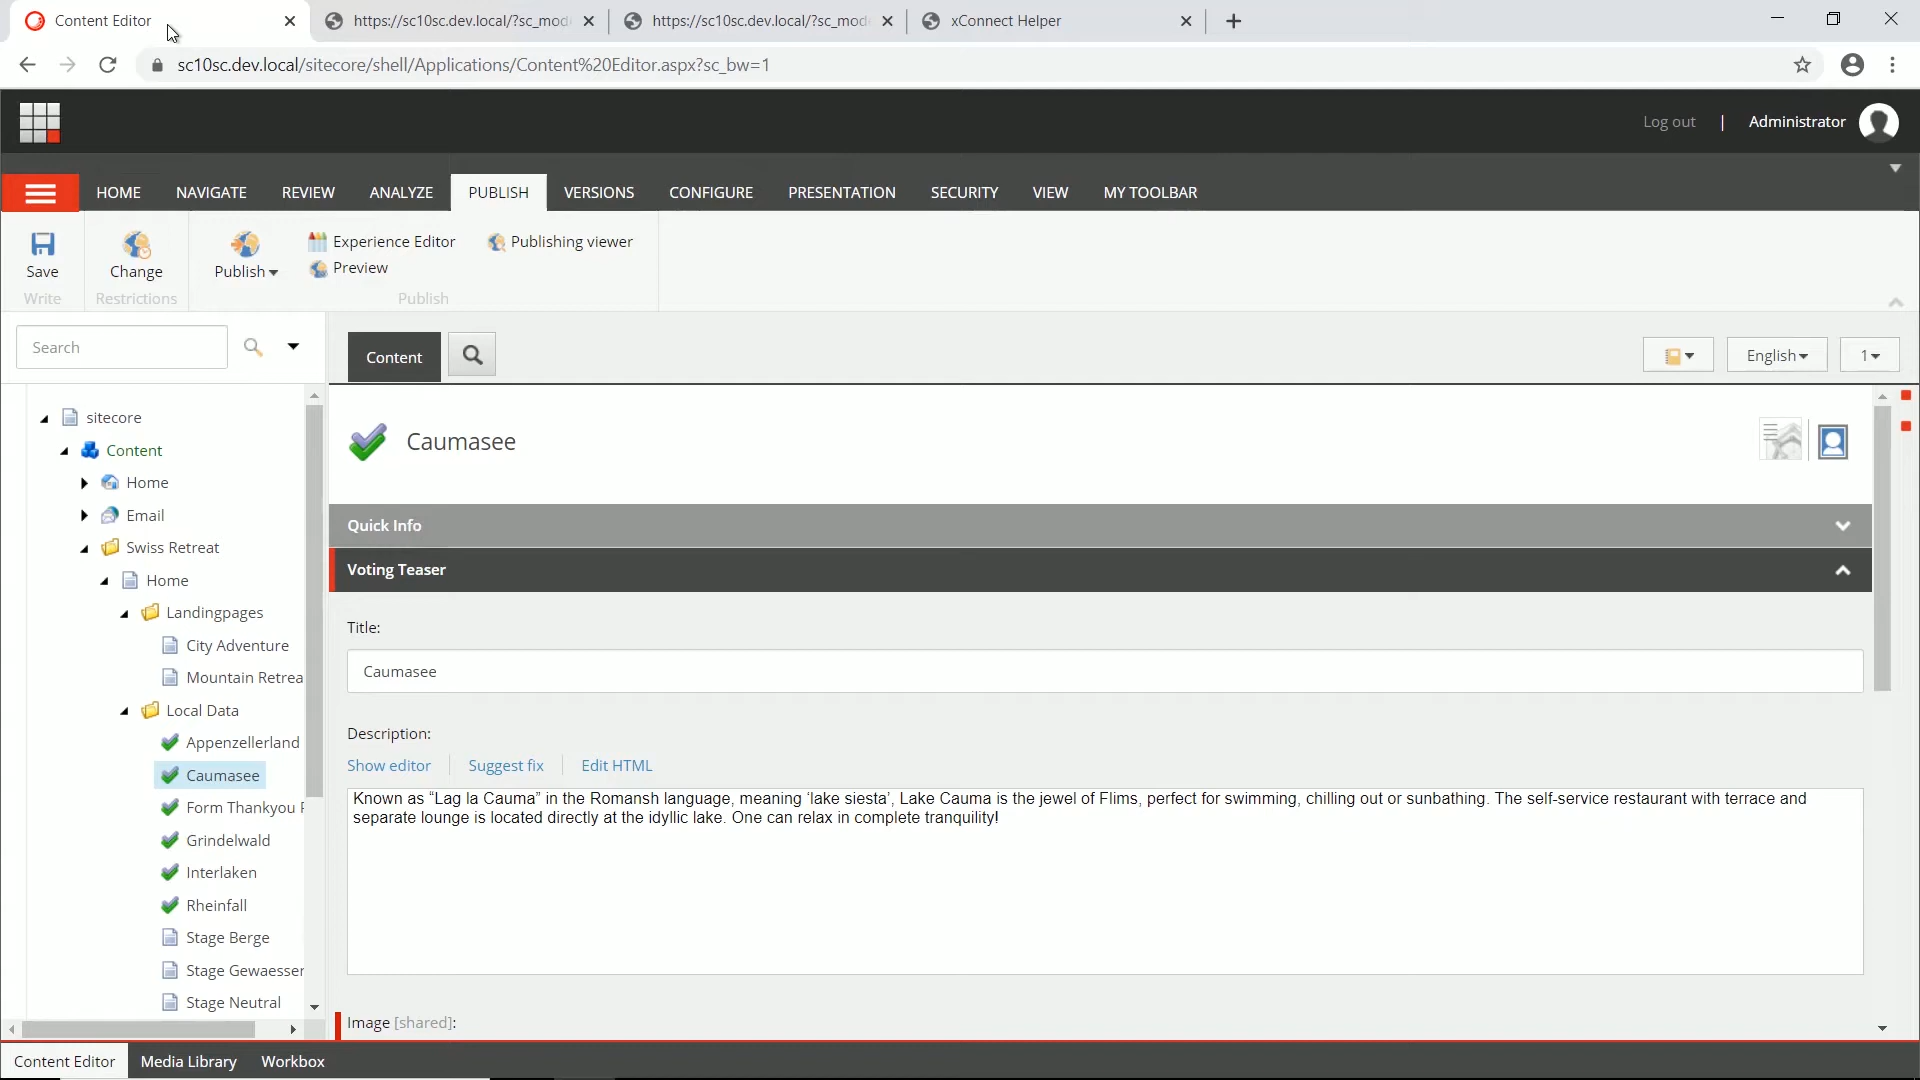 Content Editor
https://sc10sc.dev.local/?sc_mod
https://sc10sc.dev.local/?sc_mod
xConnect Helper
sc10sc.dev.local/sitecore/shell/Applications/Content%20Editor.aspx?sc_bw=1
Log out | Administrator
HOME NAVIGATE REVIEW ANALYZE PUBLISH VERSIONS CONFIGURE PRESENTATION SECURITY VIEW MY TOOLBAR
Save
Write
Change
Restrictions
Publish
Experience Editor
Publishing viewer
Preview
Publish
Search
Content
English
1
sitecore
Content
Home
Email
Swiss Retreat
Home
Landingpages
City Adventure
Mountain Retrea
Local Data
Appenzellerland
Caumasee
Form Thankyou
Grindelwald
Interlaken
Rheinfall
Stage Berge
Stage Gewaesser
Stage Neutral
Caumasee
Quick Info
Voting Teaser
Title:
Caumasee
Description:
Show editor Suggest fix Edit HTML
Known as “Lag la Cauma” in the Romansh language, meaning ‘lake siesta’, Lake Cauma is the jewel of Flims, perfect for swimming, chilling out or sunbathing. The self-service restaurant with terrace and
separate lounge is located directly at the idyllic lake. One can relax in complete tranquility!
Image [shared]:
Content Editor Media Library Workbox